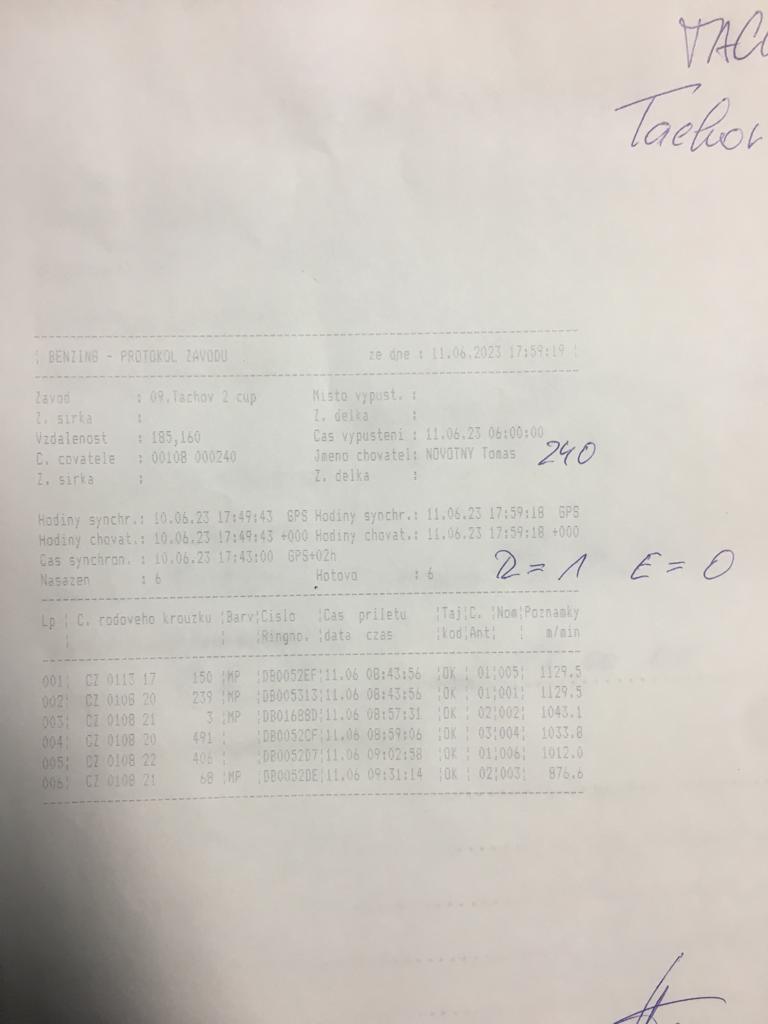 TAC
Tachov
BENZING - PROTOKOL ZAVODU ze dne : 11.06.2023 17:59:19
Zavod : 09.Tachov 2 cup Misto vypust. :
Z. sirka : Z. delka :
Vzdalenost : 185,160 Cas vypusteni : 11.06.23 06:00:00
C. covatele : 00108 000240 Jmeno chovatel: NOVOTNY Tomas 240
Z. sirka : Z. delka :
Hodiny synchr.: 10.06.23 17:49:43 GPS Hodiny synchr.: 11.06.23 17:59:18 GPS
Hodiny chovat.: 10.06.23 17:49:43 +000 Hodiny chovat.: 11.06.23 17:59:18 +000
Cas synchron. : 10.06.23 17:43:00 GPS+02h
Nasazen : 6 Hotovo : 6
R=1 E=0
Lp ¦ C. rodoveho krouzku ¦Barv¦Cislo ¦Cas priletu ¦Taj¦C. ¦Nom¦Poznamky
¦ ¦ ¦Ringno. ¦data czas ¦kod¦Ant¦ ¦ m/min
001¦ CZ 0113 17 150 ¦MP ¦DB0052EF¦11.06 08:43:56 ¦OK ¦ 01¦005¦ 1129.5
002¦ CZ 0108 20 239 ¦MP ¦DB005313¦11.06 08:43:56 ¦OK ¦ 01¦001¦ 1129.5
003¦ CZ 0108 21 3 ¦MP ¦DB01688D¦11.06 08:57:31 ¦OK ¦ 02¦002¦ 1043.1
004¦ CZ 0108 20 491 ¦ ¦DB0052CF¦11.06 08:59:06 ¦OK ¦ 03¦004¦ 1033.8
005¦ CZ 0108 22 406 ¦ ¦DB0052D7¦11.06 09:02:58 ¦OK ¦ 01¦006¦ 1012.0
006¦ CZ 0108 21 68 ¦MP ¦DB0052DE¦11.06 09:31:14 ¦OK ¦ 02¦003¦ 876.6